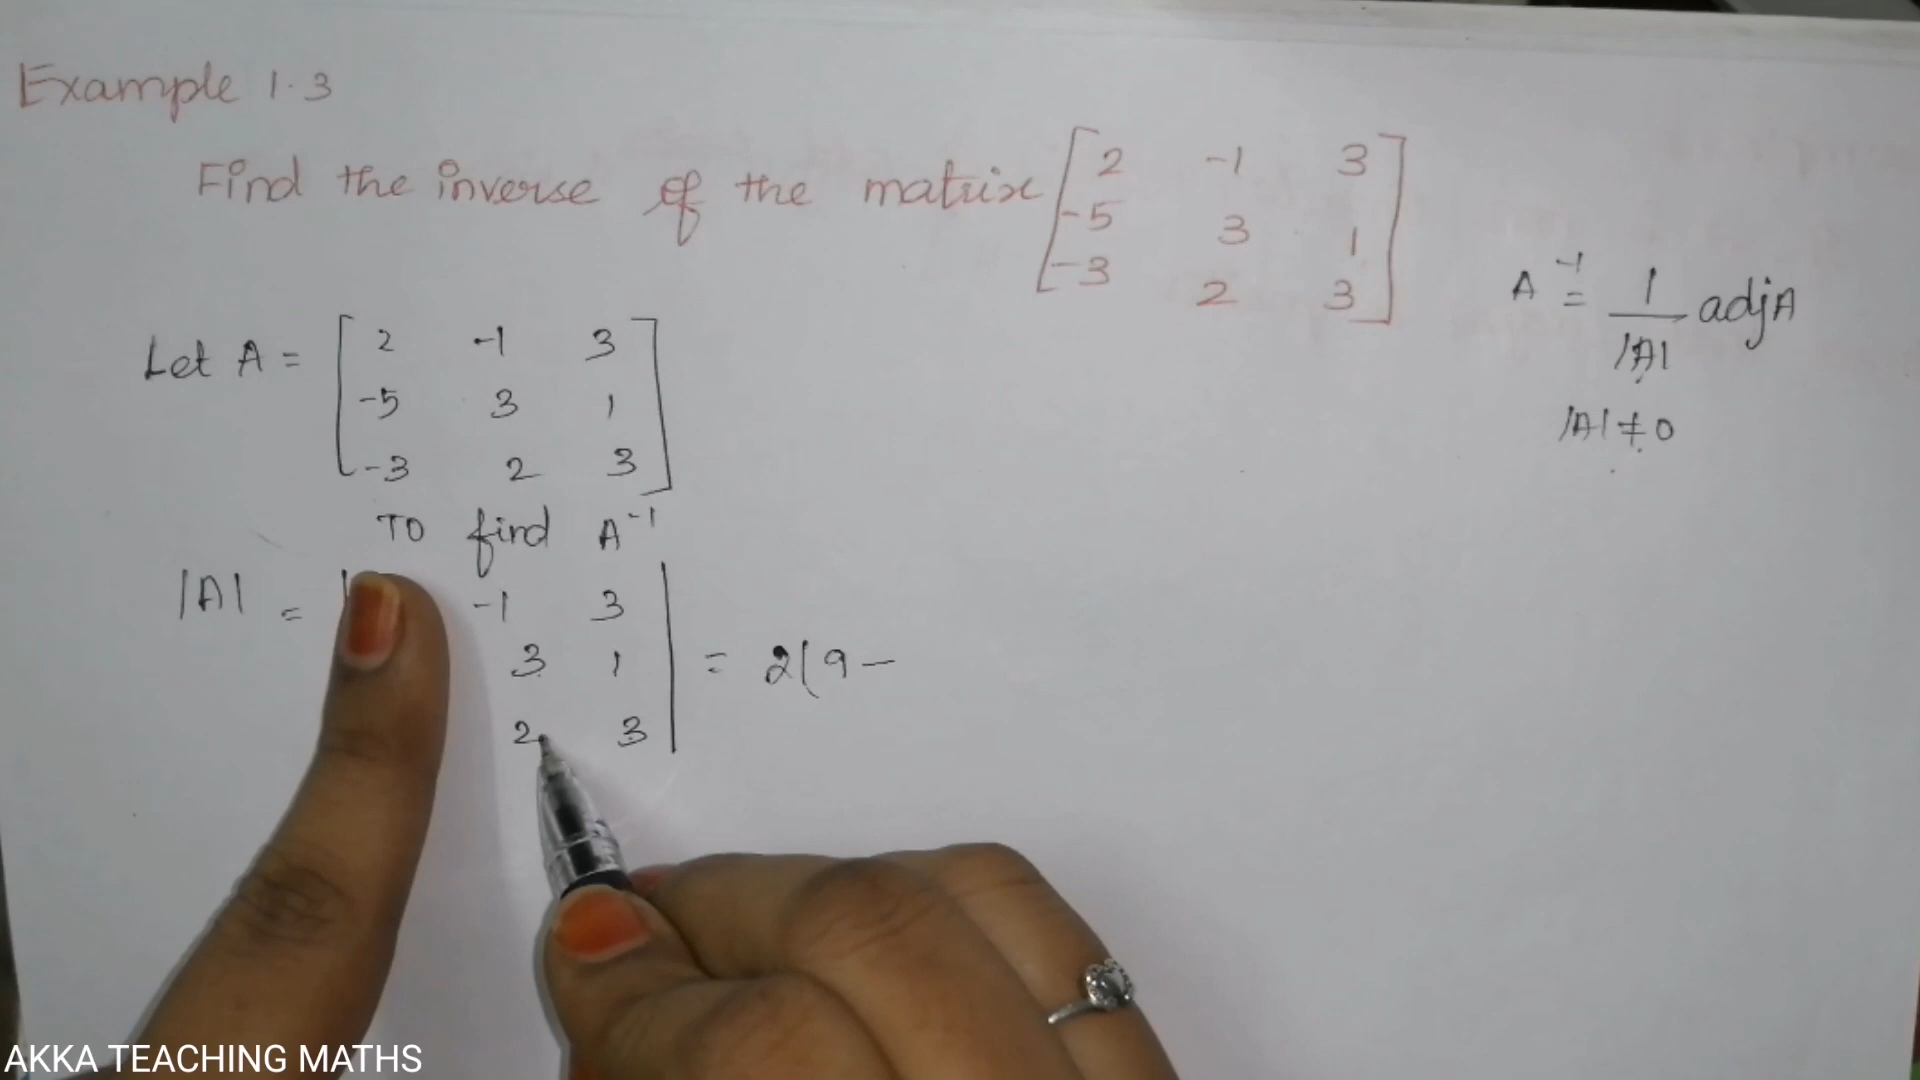 Example 1.3
Find the inverse of the matrix [2 -1 3
-5 3 1
-3 2 3]
A⁻¹ = 1/|A| adjA
|A| ≠ 0
Let A = [2 -1 3
-5 3 1
-3 2 3]
TO find A⁻¹
|A| = | -1 3
3 1
2 3 | = 2(9 –
AKKA TEACHING MATHS